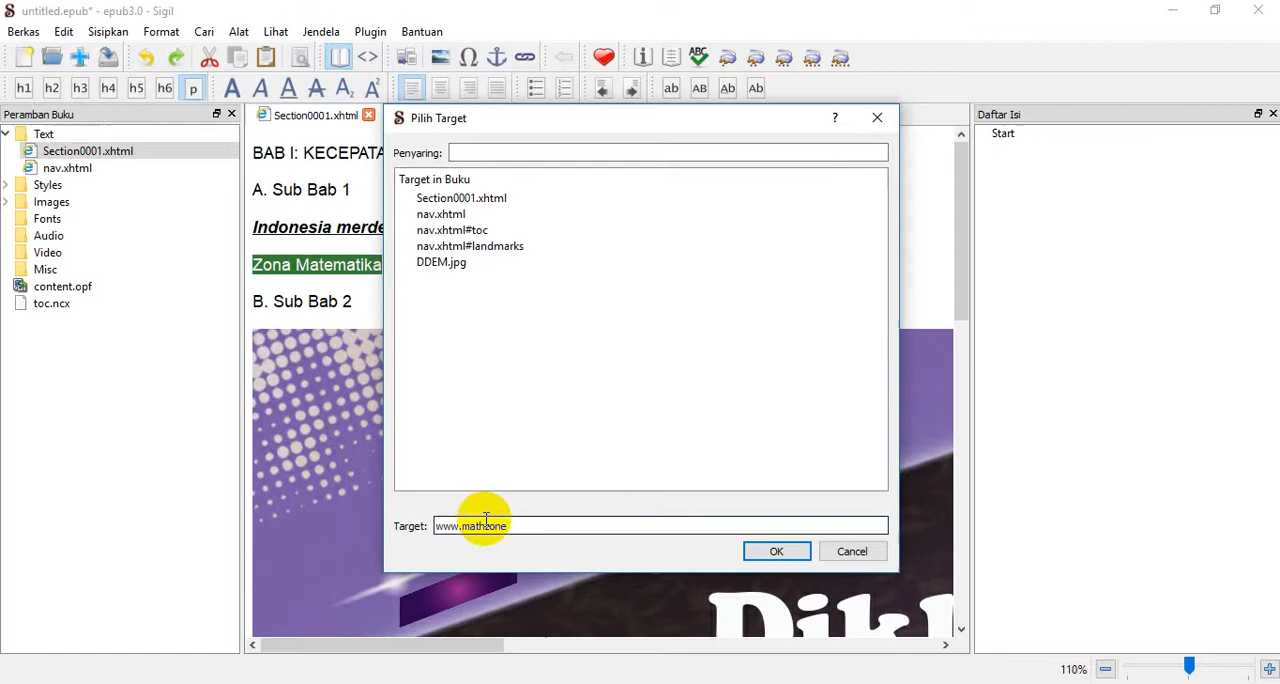 untitled.epub* - epub3.0 - Sigil
Berkas Edit Sisipkan Format Cari Alat Lihat Jendela Plugin Bantuan
h1 h2 h3 h4 h5 h6 p A A A A A₂ A² ab AB Ab Ab
Peramban Buku
Text
Section0001.xhtml
nav.xhtml
Styles
Images
Fonts
Audio
Video
Misc
content.opf
toc.ncx
Section0001.xhtml
BAB I: KECEPATA
A. Sub Bab 1
Indonesia merde
Zona Matematika
B. Sub Bab 2
Pilih Target
?
Penyaring:
Target in Buku
Section0001.xhtml
nav.xhtml
nav.xhtml#toc
nav.xhtml#landmarks
DDEM.jpg
Target: www.mathzone
OK Cancel
Daftar Isi
Start
110%